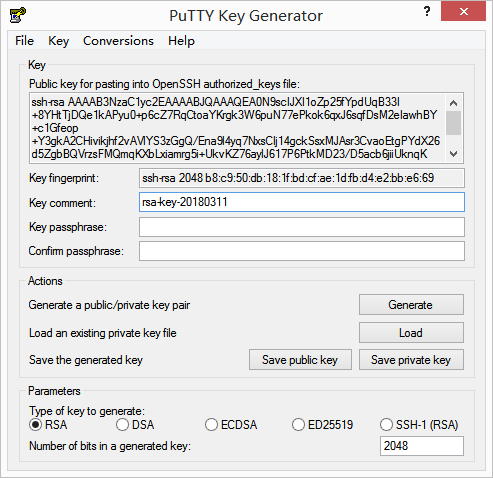 PuTTY Key Generator
?
File Key Conversions Help
Key
Public key for pasting into OpenSSH authorized_keys file:
ssh-rsa AAAAB3NzaC1yc2EAAAABJQAAAQEA0N9scIJXI1oZp25fYpdUqB33I
+8YHtTjDQe1kAPyu0+p6cZ7RqCtoaYKrgk3W6puN77ePkok6qxJ6sqfDsM2elawhBY
+c1Gfeop
+Y3gkA2CHivikjhf2vAVlYS3zGgQ/Ena9l4yq7NxsClj14gckSsxMJAsr3CvaoEtgPYdX26
d5ZgbBQVrzsFMQmqKXbLxiamrg5i+UkvKZ76aylJ617P6PtkMD23/D5acb6jiiUknqK
Key fingerprint: ssh-rsa 2048 b8:c9:50:db:18:1f:bd:cf:ae:1d:fb:d4:e2:bb:e6:69
Key comment: rsa-key-20180311
Key passphrase:
Confirm passphrase:
Actions
Generate a public/private key pair Generate
Load an existing private key file Load
Save the generated key Save public key Save private key
Parameters
Type of key to generate:
RSA DSA ECDSA ED25519 SSH-1 (RSA)
Number of bits in a generated key: 2048